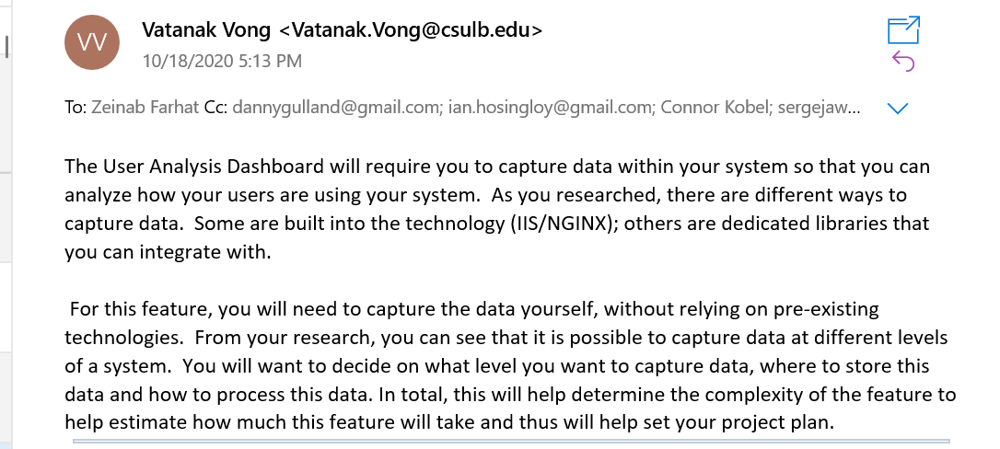 VV
Vatanak Vong <Vatanak.Vong@csulb.edu>
10/18/2020 5:13 PM
To: Zeinab Farhat Cc: dannygulland@gmail.com; ian.hosingloy@gmail.com; Connor Kobel; sergejaw...
The User Analysis Dashboard will require you to capture data within your system so that you can
analyze how your users are using your system.  As you researched, there are different ways to
capture data.  Some are built into the technology (IIS/NGINX); others are dedicated libraries that
you can integrate with.
For this feature, you will need to capture the data yourself, without relying on pre-existing
technologies.  From your research, you can see that it is possible to capture data at different levels
of a system.  You will want to decide on what level you want to capture data, where to store this
data and how to process this data. In total, this will help determine the complexity of the feature to
help estimate how much this feature will take and thus will help set your project plan.